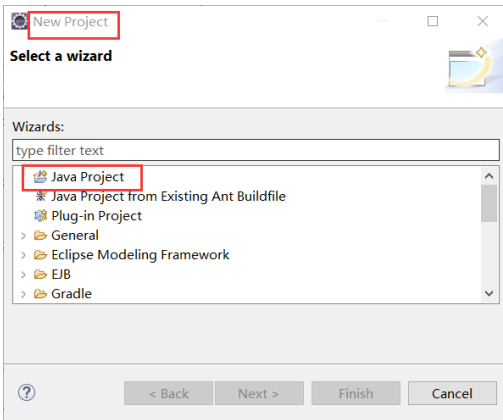 New Project
Select a wizard
Wizards:
type filter text
Java Project
Java Project from Existing Ant Buildfile
Plug-in Project
General
Eclipse Modeling Framework
EJB
Gradle
?
< Back Next > Finish Cancel